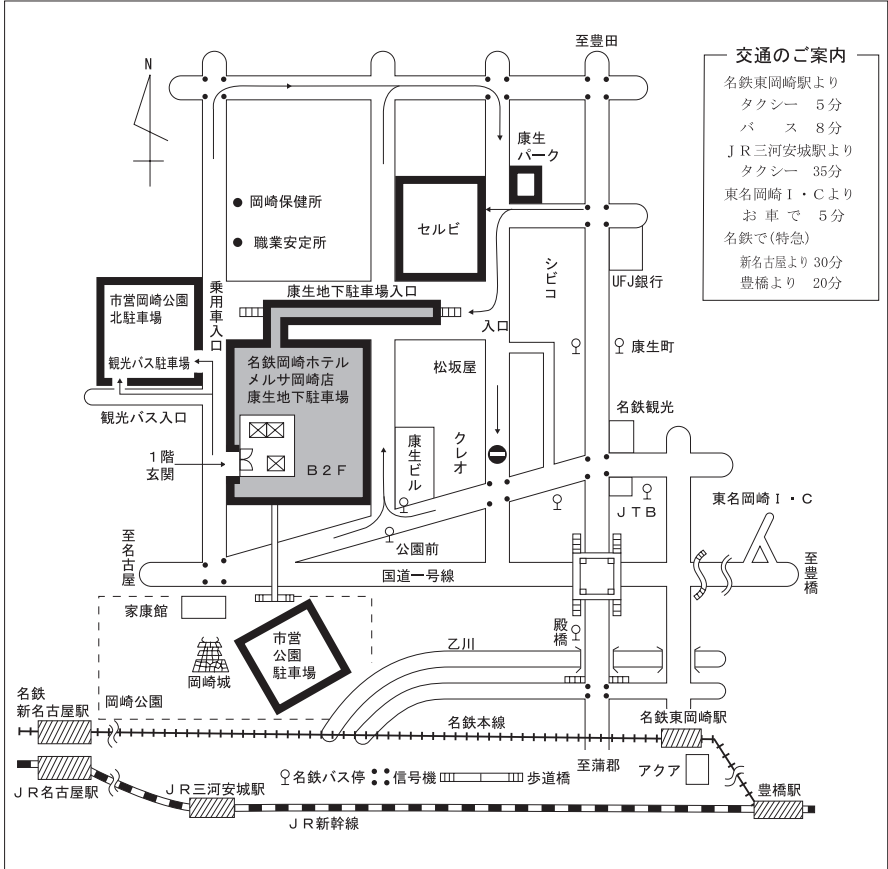 至豊田
N
交通のご案内
名鉄東岡崎駅より
タクシー 5分
バ ス 8分
JR三河安城駅より
タクシー 35分
東名岡崎I・Cより
お車で 5分
名鉄で(特急)
新名古屋より 30分
豊橋より 20分
康生
パーク
岡崎保健所
職業安定所
セルビ
シビコ
UFJ銀行
乗用車入口
康生地下駐車場入口
入口
市営岡崎公園
北駐車場
観光バス駐車場
観光バス入口
名鉄岡崎ホテル
メルサ岡崎店
康生地下駐車場
B2F
1階
玄関
松坂屋
康生町
名鉄観光
康生ビル
クレオ
JTB
東名岡崎I・C
公園前
至名古屋
国道一号線
至豊橋
家康館
市営
公園
駐車場
岡崎城
殿橋
乙川
岡崎公園
名鉄
新名古屋駅
名鉄本線
名鉄東岡崎駅
至蒲郡
アクア
JR名古屋駅
JR三河安城駅
名鉄バス停
信号機
歩道橋
豊橋駅
JR新幹線